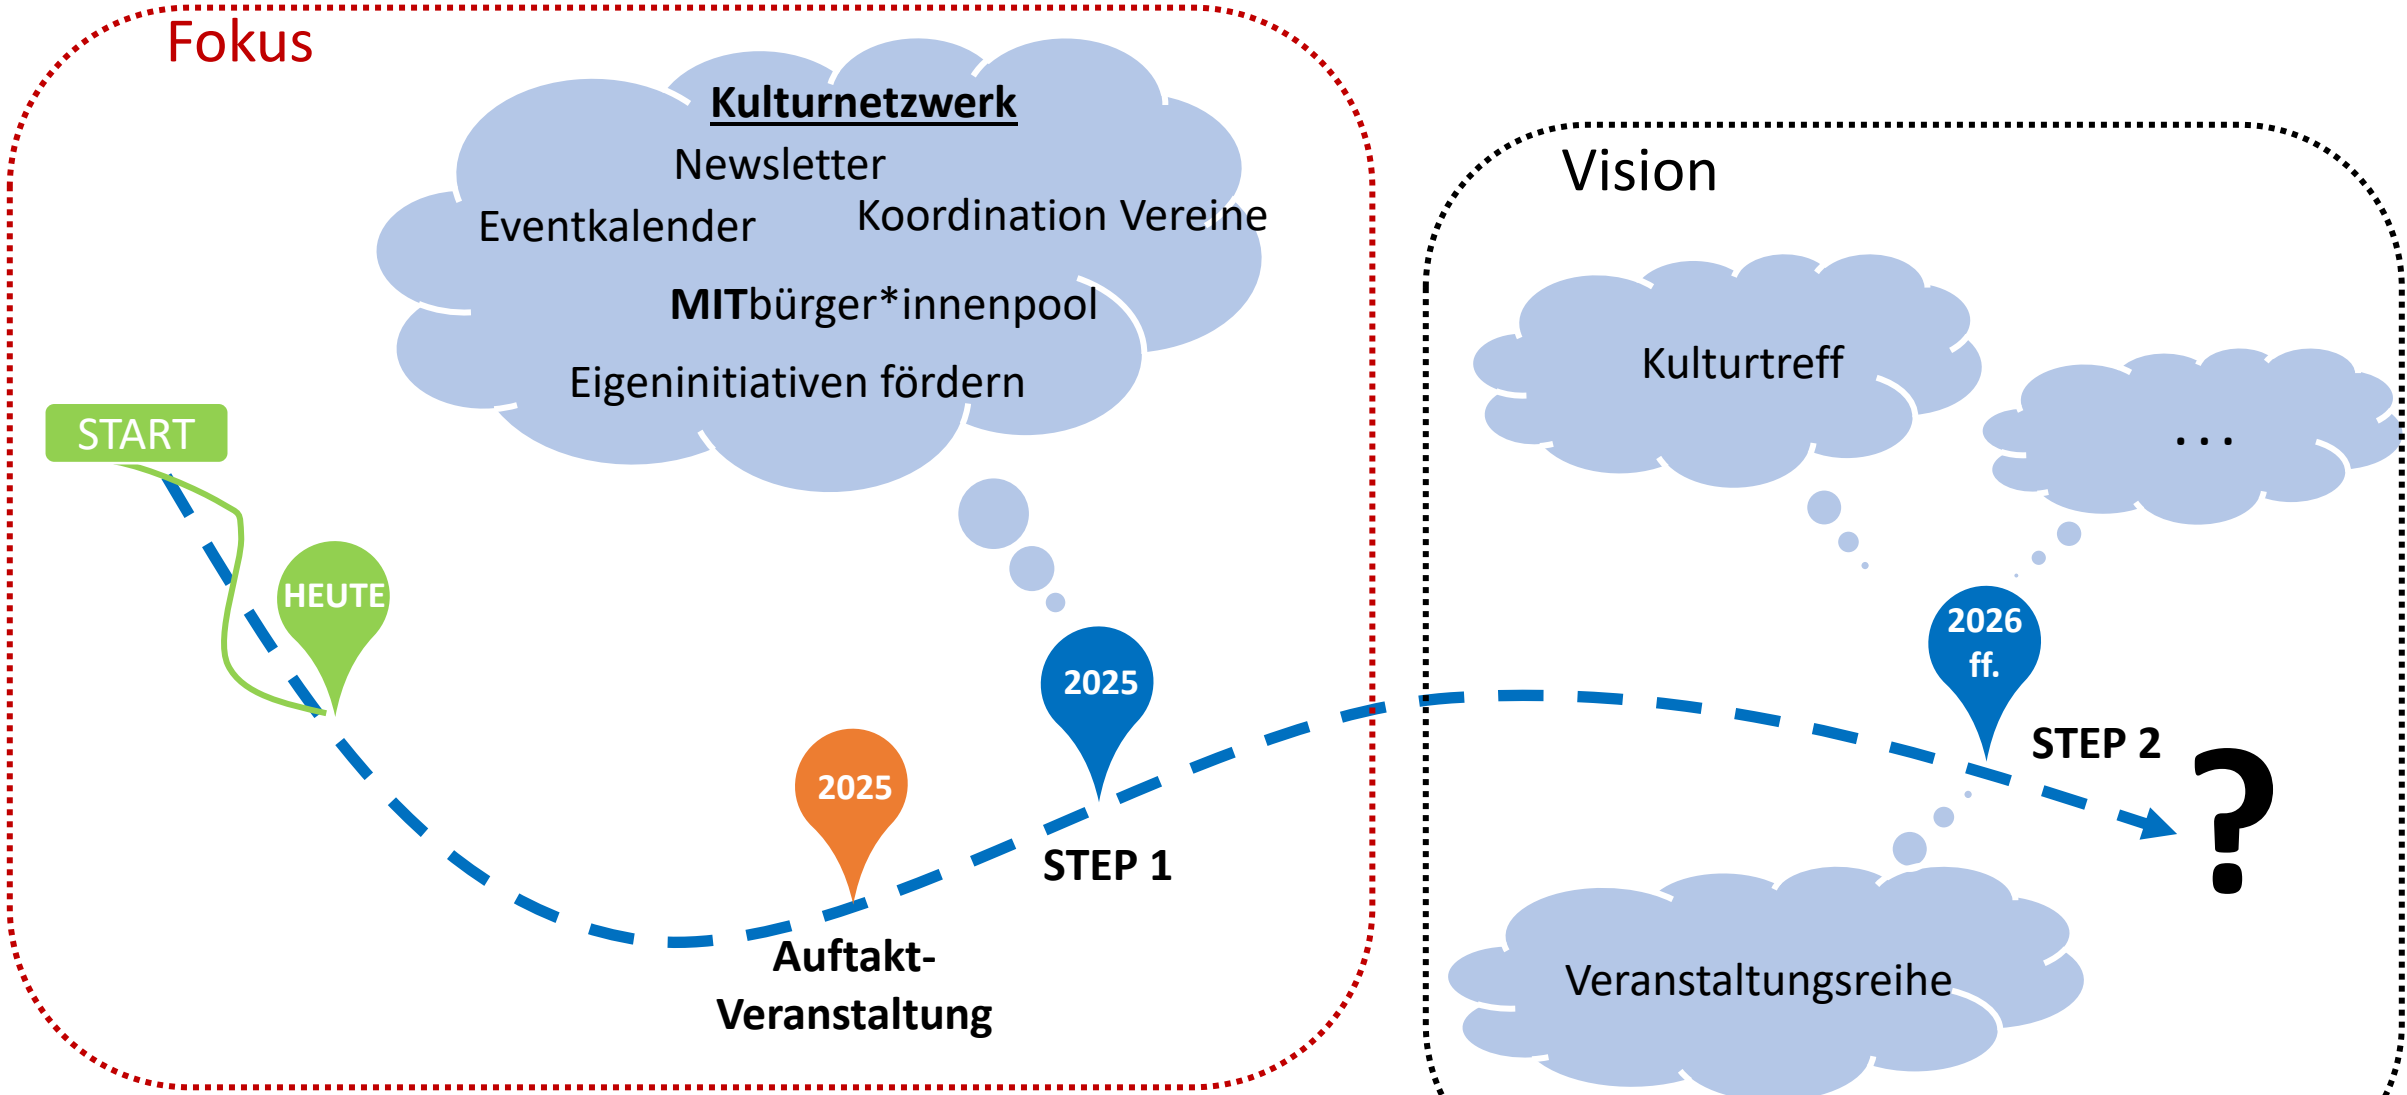 Fokus
Kulturnetzwerk
Newsletter
Eventkalender
Koordination Vereine
MITbürger*innenpool
Eigeninitiativen fördern
START
HEUTE
2025
Auftakt-
Veranstaltung
2025
STEP 1
Vision
Kulturtreff
...
2026
ff.
STEP 2
?
Veranstaltungsreihe